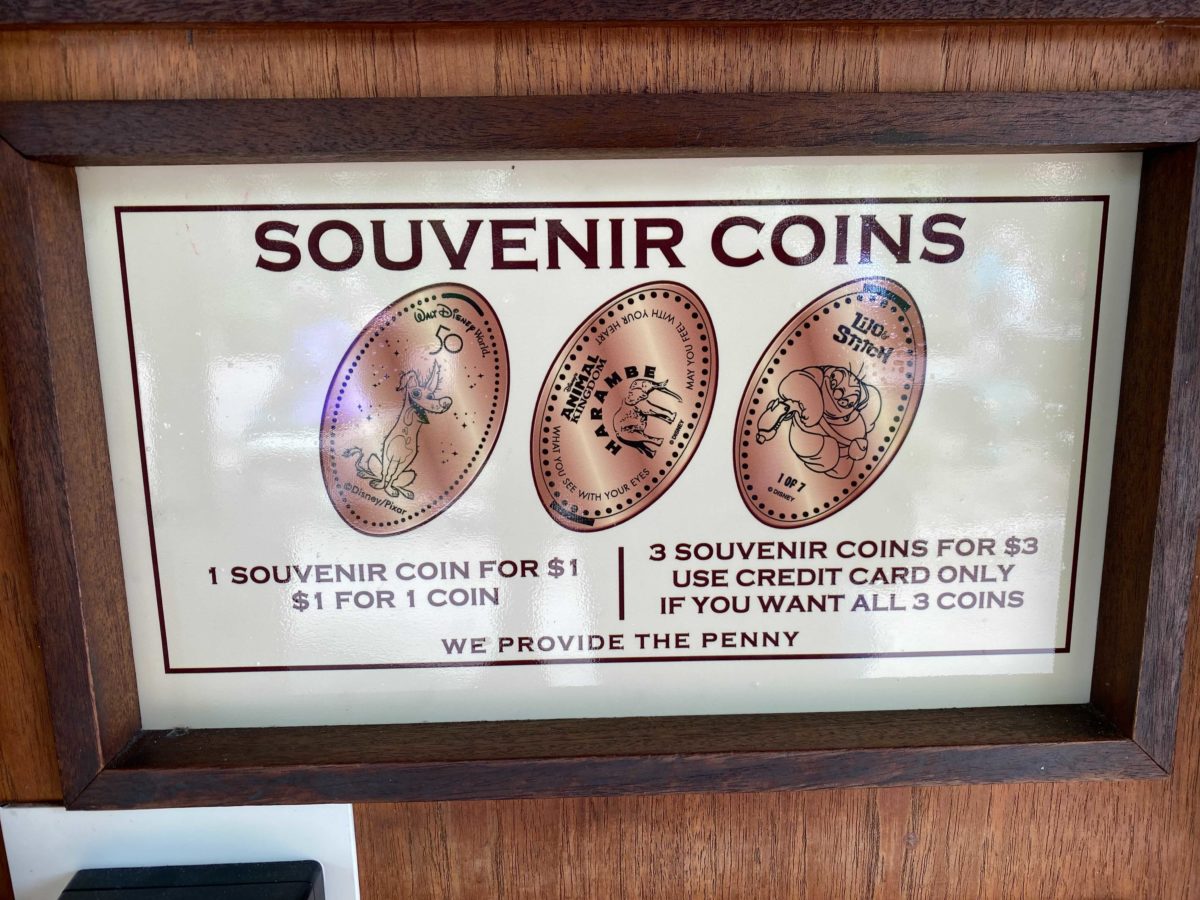 SOUVENIR COINS
WALT DISNEY World.
50
©Disney/Pixar
MAY YOU FEEL WITH YOUR HEART
Disney
ANIMAL
KINGDOM
HARAMBE
© DISNEY
WHAT YOU SEE WITH YOUR EYES
Lilo &
Stitch
1 OF 7
© DISNEY
1 SOUVENIR COIN FOR $1
$1 FOR 1 COIN
3 SOUVENIR COINS FOR $3
USE CREDIT CARD ONLY
IF YOU WANT ALL 3 COINS
WE PROVIDE THE PENNY